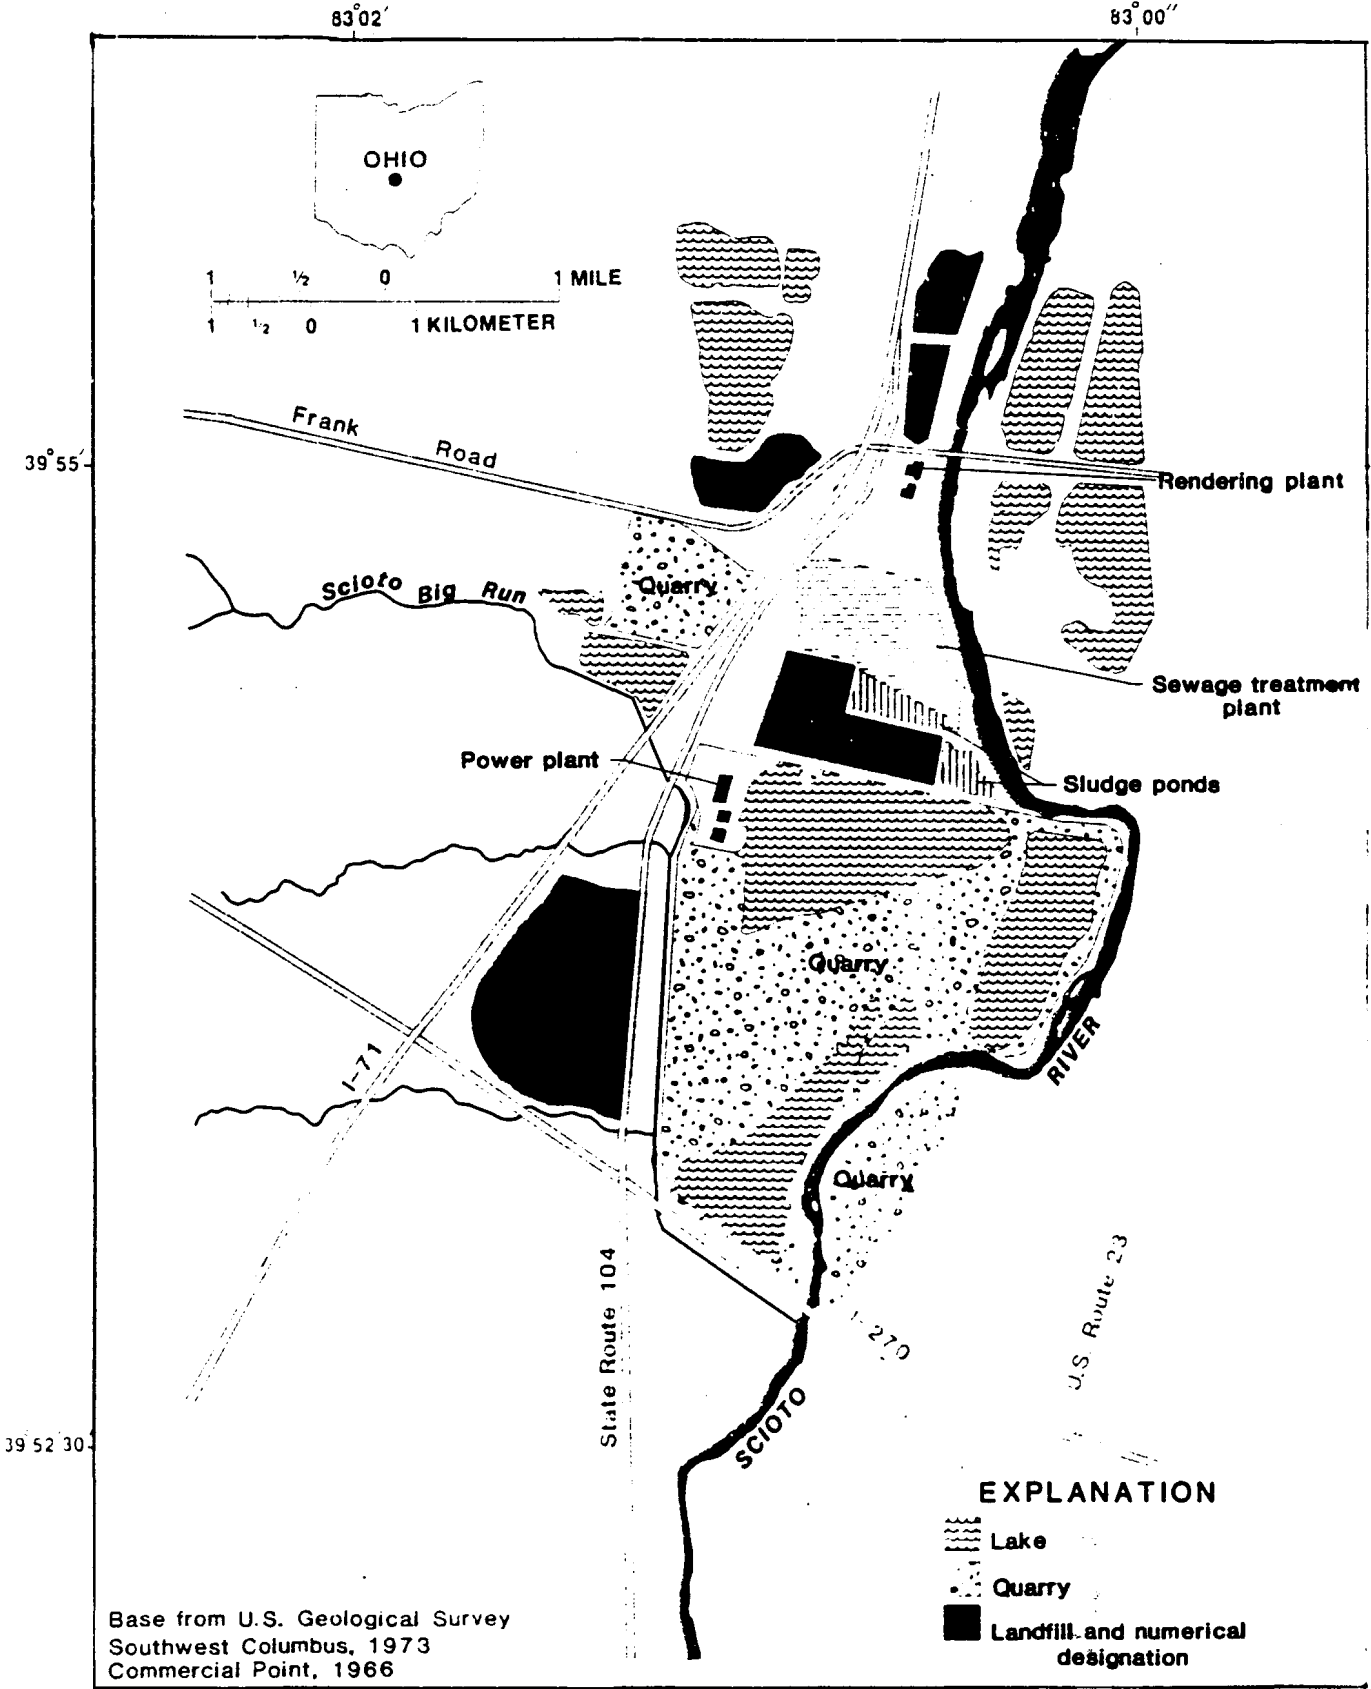 83°02′
83°00″
OHIO
1 ½ 0 1 MILE
1 ½ 0 1 KILOMETER
Frank Road
39°55′
Rendering plant
Quarry
Scioto Big Run
Sewage treatment
plant
Power plant
Sludge ponds
Quarry
I-71
RIVER
Quarry
State Route 104
I-270
U.S. Route 23
39 52 30
SCIOTO
EXPLANATION
Lake
Quarry
Landfill and numerical
designation
Base from U.S. Geological Survey
Southwest Columbus, 1973
Commercial Point, 1966